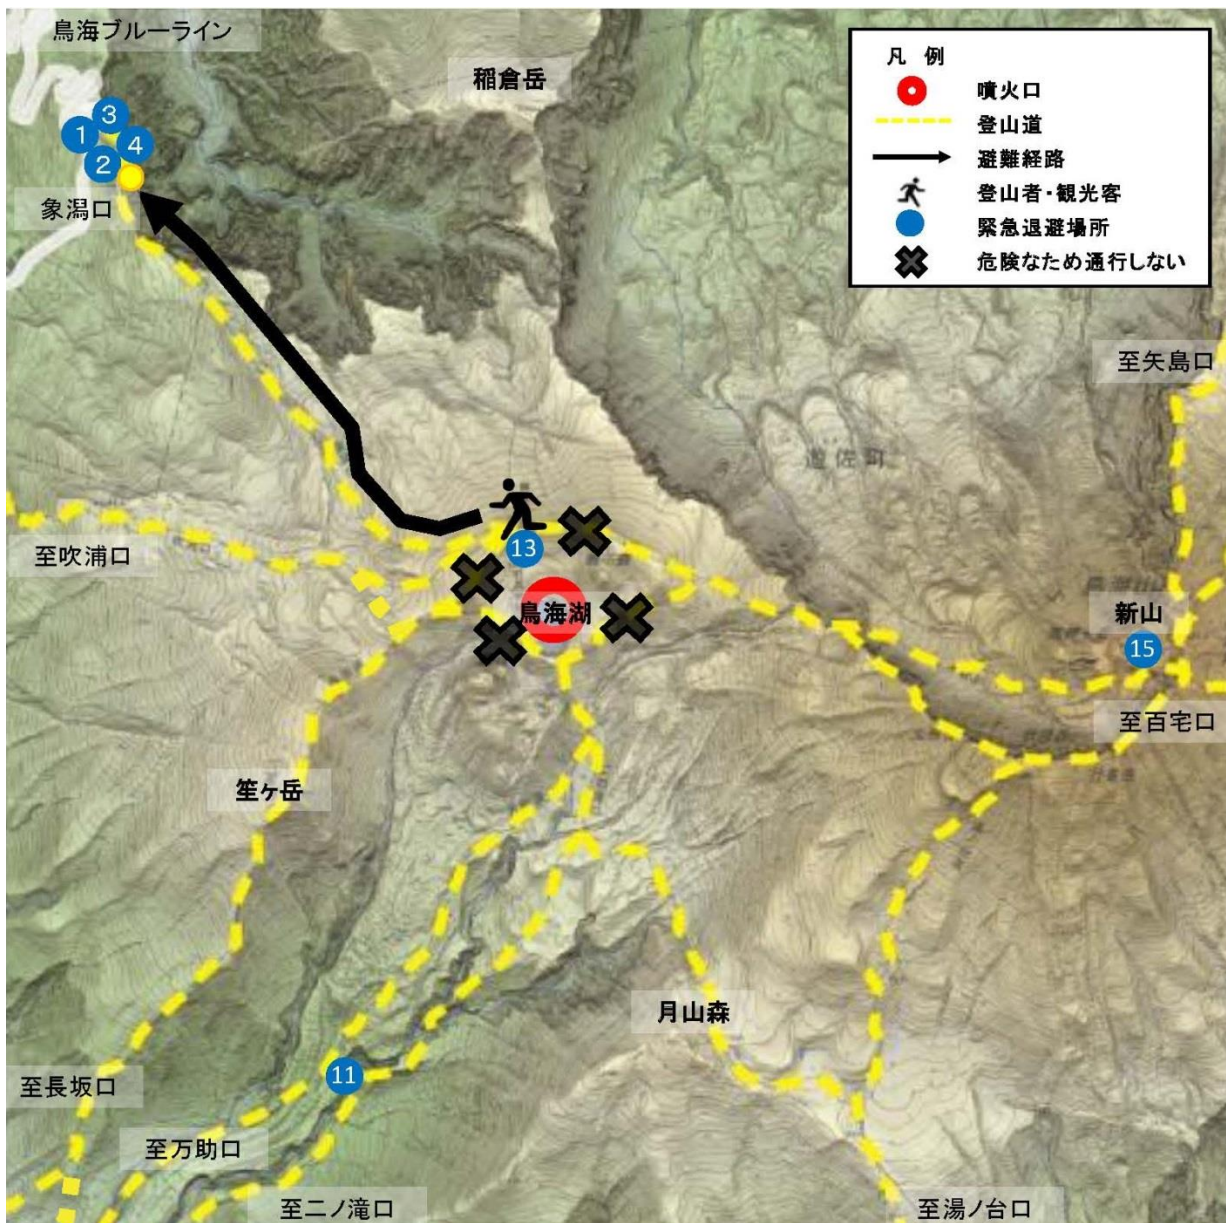 鳥海ブルーライン
稲倉岳
凡 例
噴火口
登山道
避難経路
登山者・観光客
緊急退避場所
危険なため通行しない
3
1
4
2
象潟口
至矢島口
遊佐町
至吹浦口
13
鳥海湖
新山
15
至百宅口
笙ヶ岳
月山森
11
至長坂口
至万助口
至二ノ滝口
至湯ノ台口